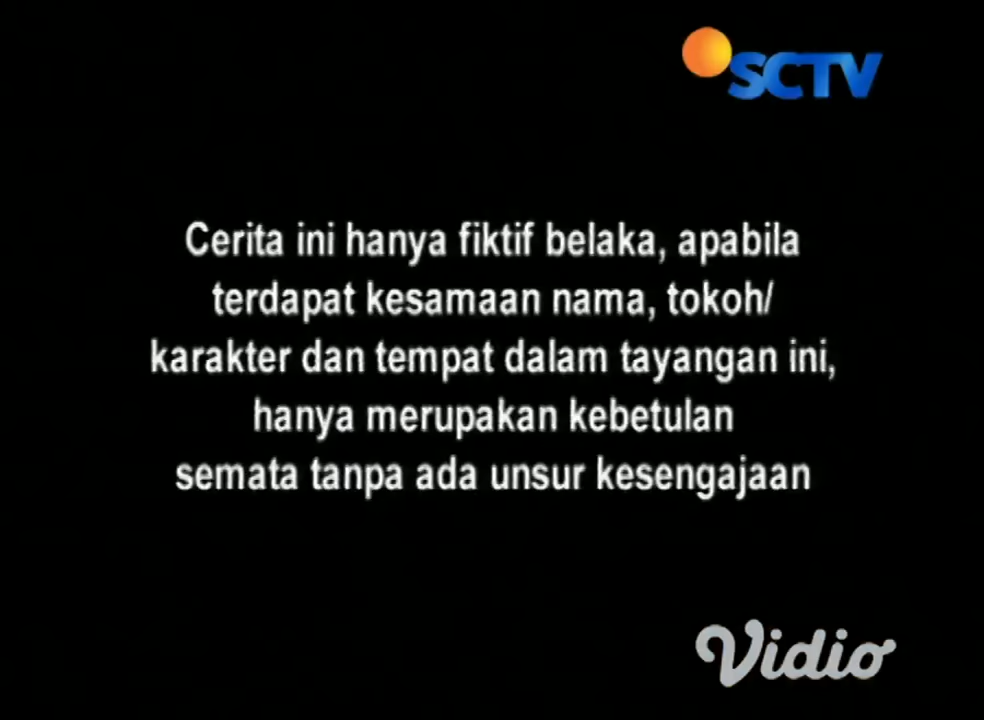 SCTV
Cerita ini hanya fiktif belaka, apabila
terdapat kesamaan nama, tokoh/
karakter dan tempat dalam tayangan ini,
hanya merupakan kebetulan
semata tanpa ada unsur kesengajaan
Vidio